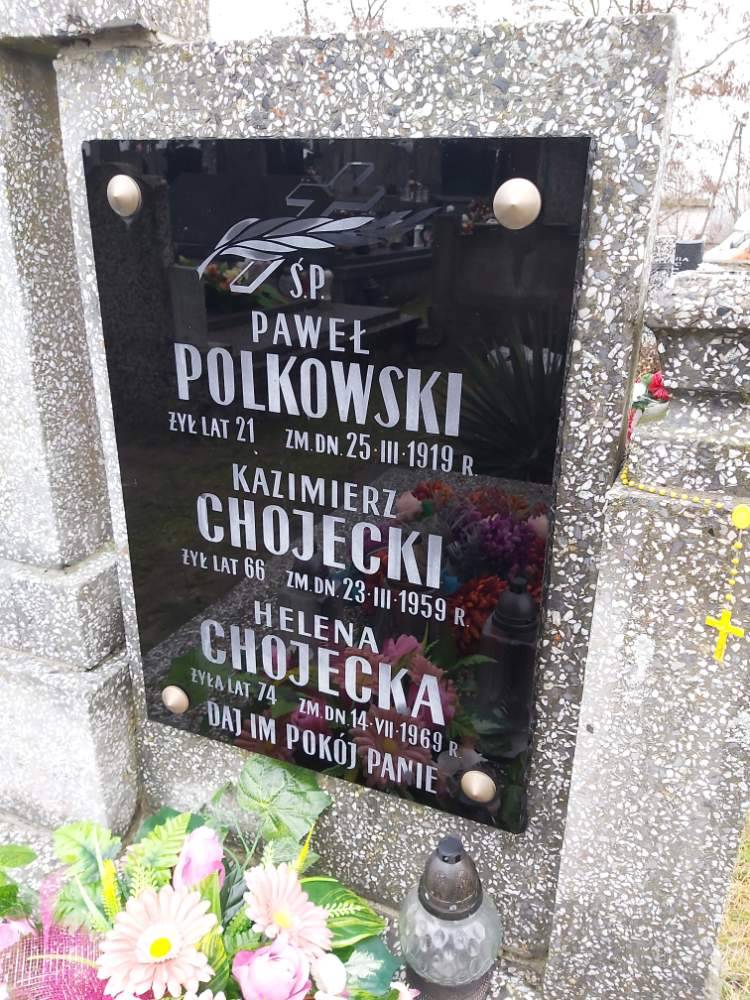 Ś.P.
PAWEŁ
POLKOWSKI
ŻYŁ LAT 21 ZM. DN. 25·III·1919 R.
KAZIMIERZ
CHOJECKI
ŻYŁ LAT 66 ZM. DN. 23·III·1959 R.
HELENA
CHOJECKA
ŻYŁA LAT 74 ZM DN 14·VII·1969 R
DAJ IM POKÓJ PANIE